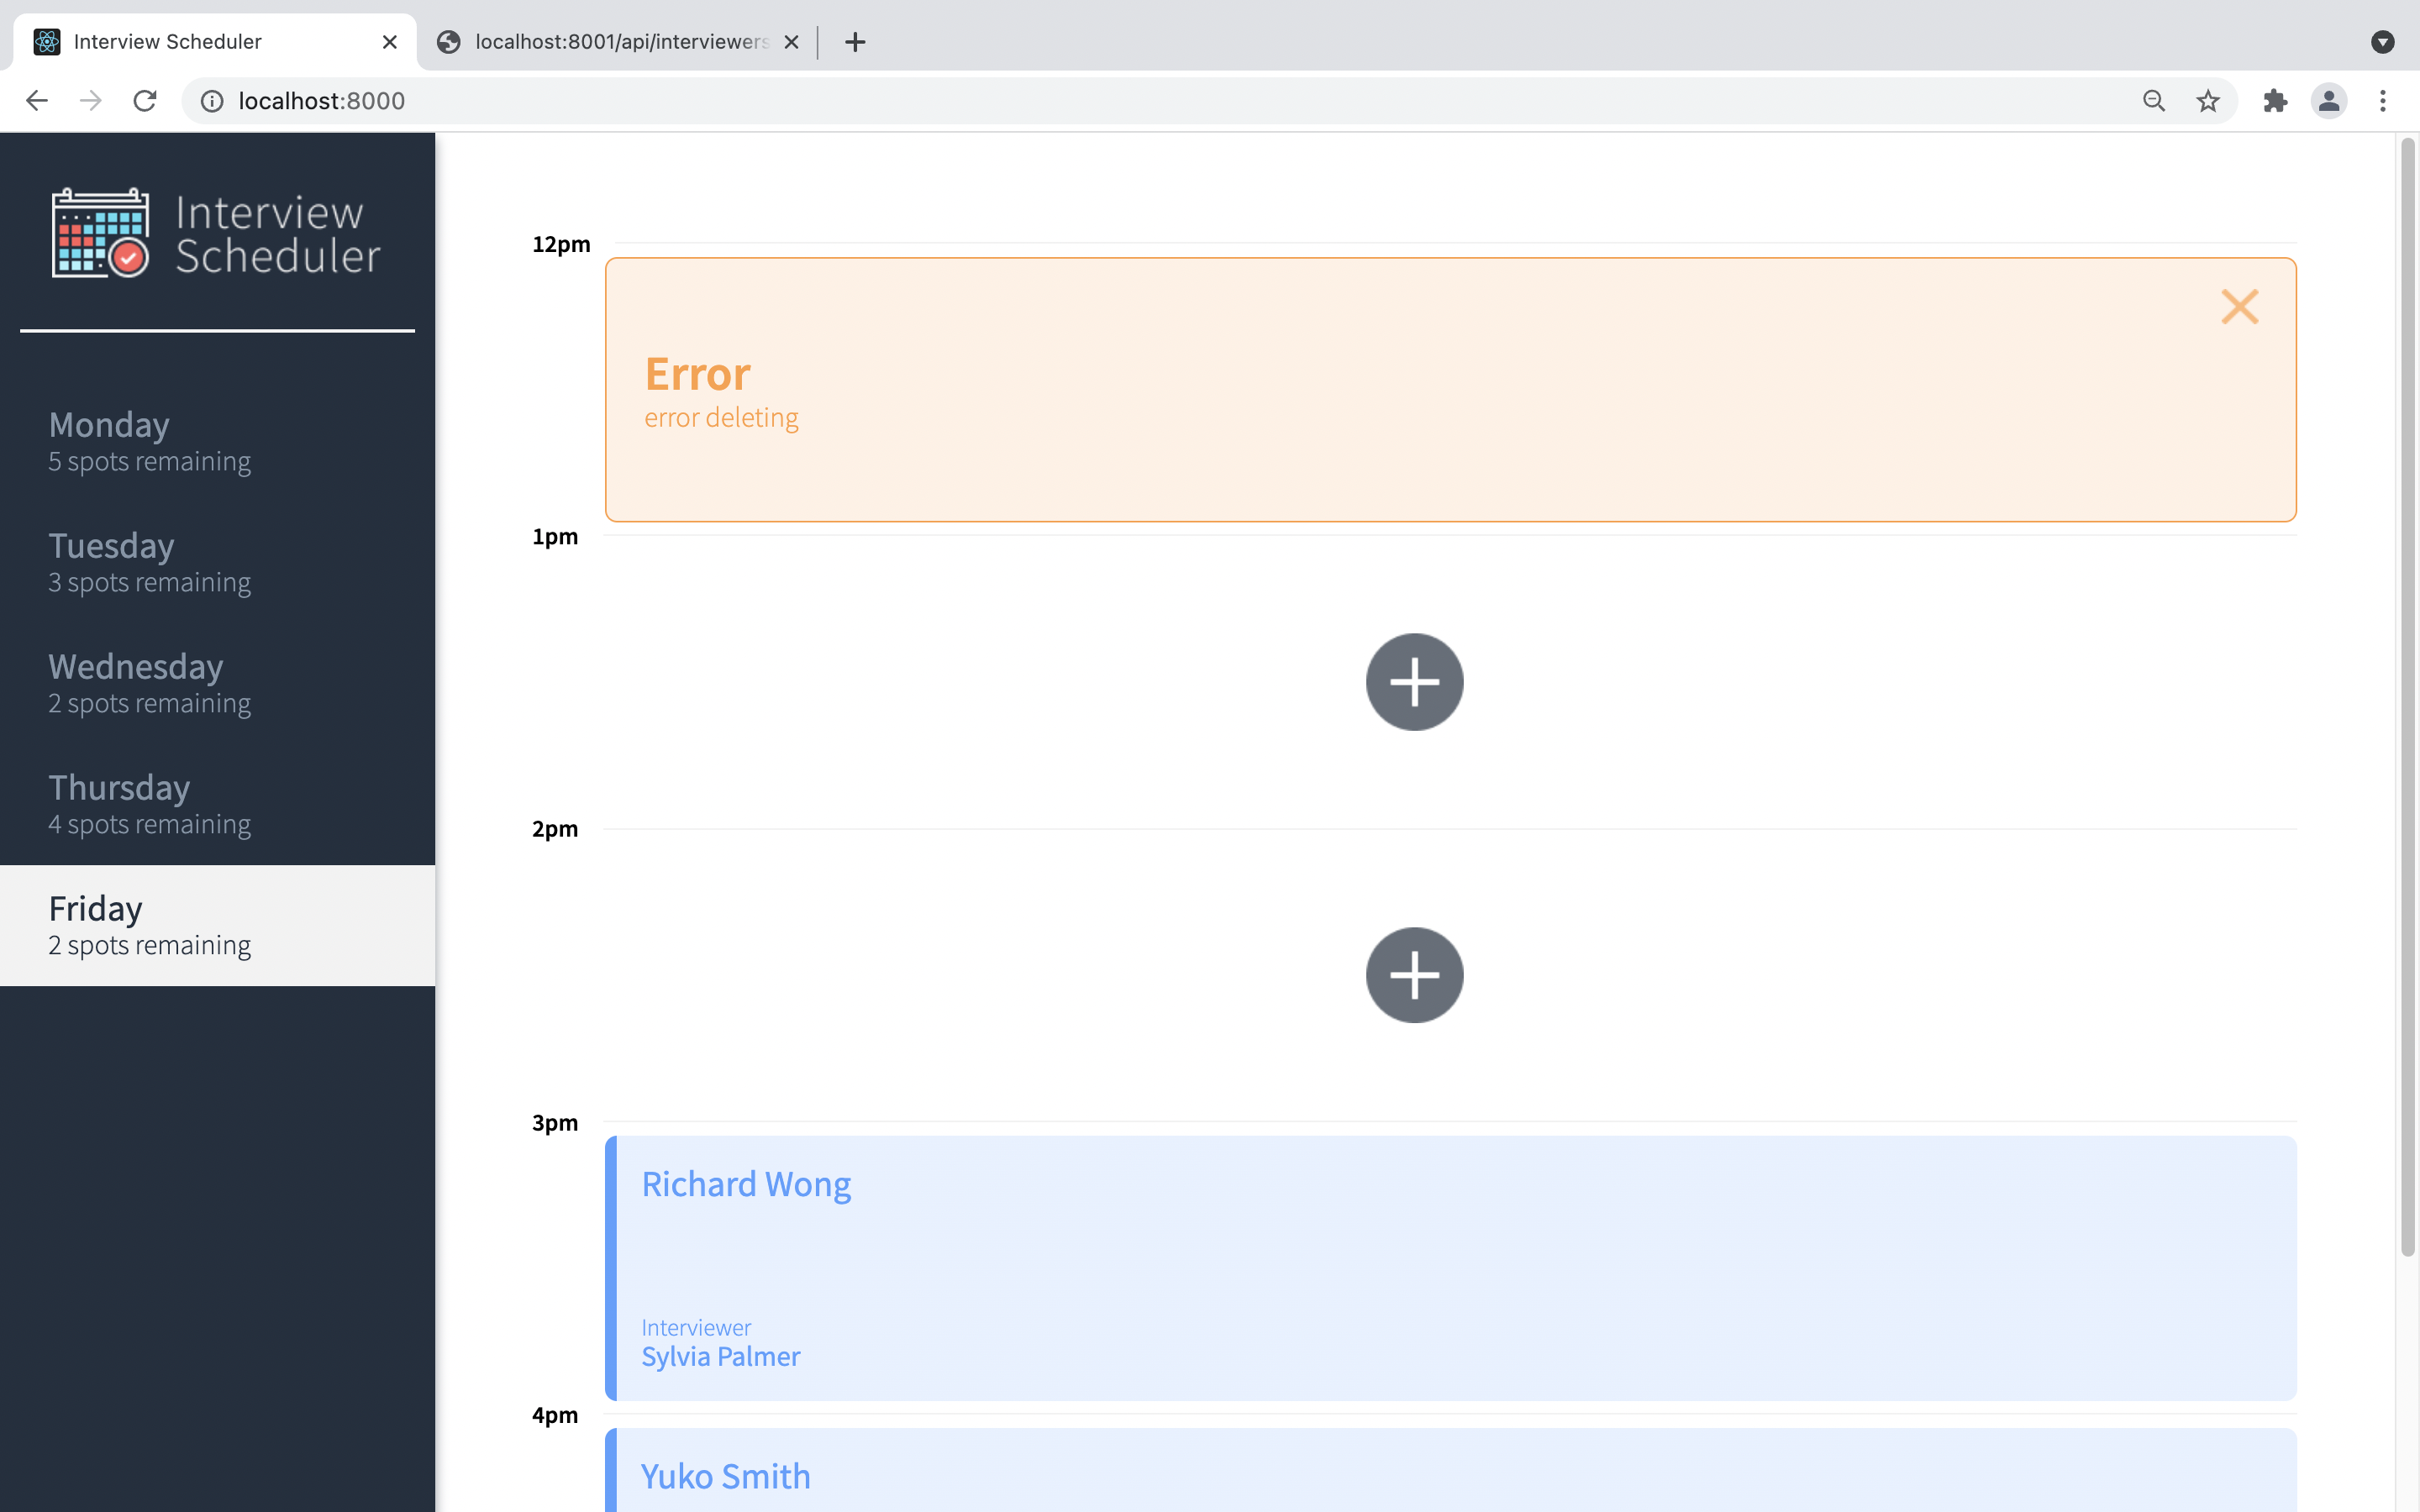 Interview Scheduler
localhost:8001/api/interviewers
localhost:8000
Interview
Scheduler
Monday
5 spots remaining
Tuesday
3 spots remaining
Wednesday
2 spots remaining
Thursday
4 spots remaining
Friday
2 spots remaining
12pm
Error
error deleting
1pm
2pm
3pm
Richard Wong
Interviewer
Sylvia Palmer
4pm
Yuko Smith